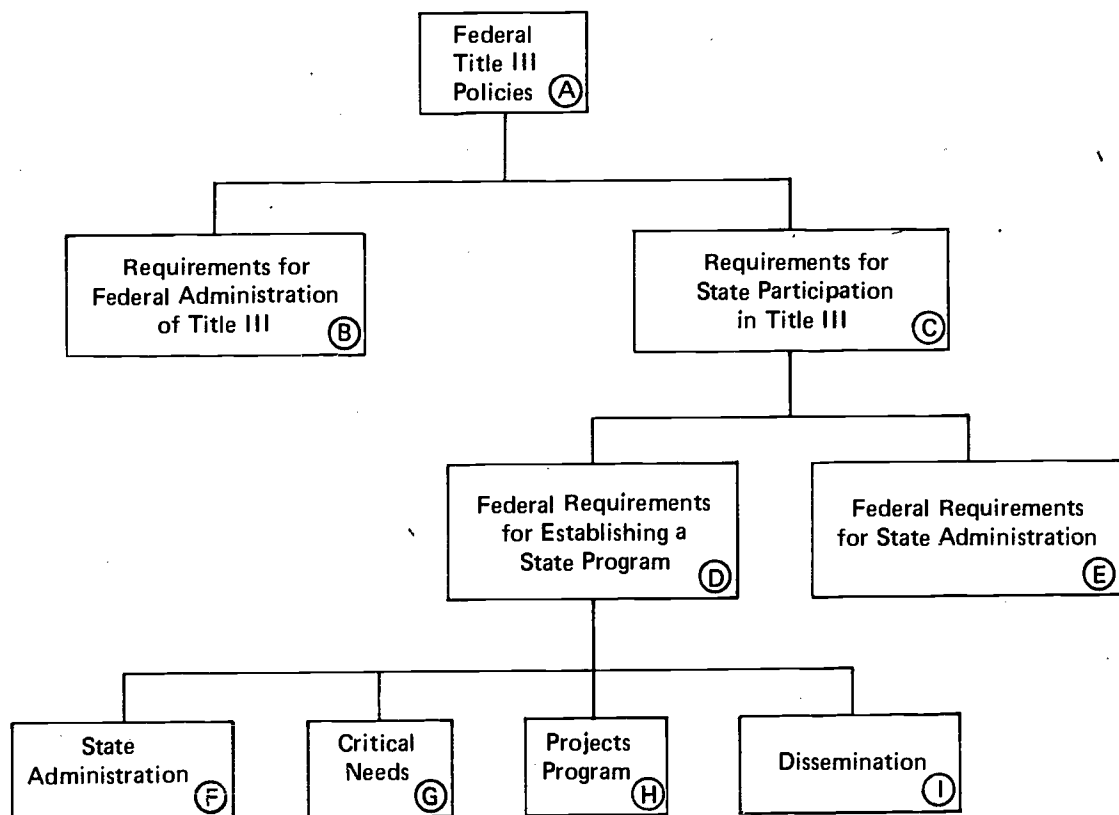 Federal
Title III
Policies
A
Requirements for
Federal Administration
of Title III
B
Requirements for
State Participation
in Title III
C
Federal Requirements
for Establishing a
State Program
D
Federal Requirements
for State Administration
E
State
Administration
F
Critical
Needs
G
Projects
Program
H
Dissemination
I